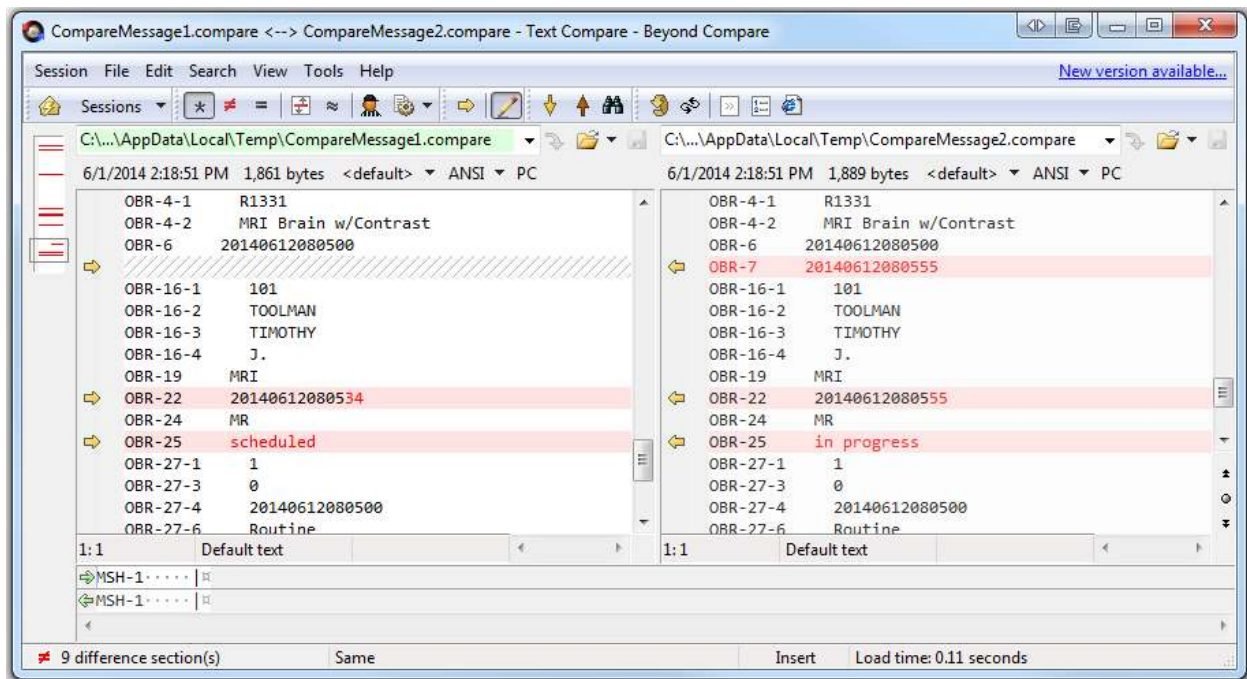 CompareMessage1.compare <--> CompareMessage2.compare - Text Compare - Beyond Compare
Session File Edit Search View Tools Help
New version available...
Sessions
C:\...\AppData\Local\Temp\CompareMessage1.compare
6/1/2014 2:18:51 PM 1,861 bytes <default> ANSI PC
OBR-4-1 R1331
OBR-4-2 MRI Brain w/Contrast
OBR-6 20140612080500
OBR-16-1 101
OBR-16-2 TOOLMAN
OBR-16-3 TIMOTHY
OBR-16-4 J.
OBR-19 MRI
OBR-22 20140612080534
OBR-24 MR
OBR-25 scheduled
OBR-27-1 1
OBR-27-3 0
OBR-27-4 20140612080500
OBR-27-6 Routine
1: 1 Default text
C:\...\AppData\Local\Temp\CompareMessage2.compare
6/1/2014 2:18:51 PM 1,889 bytes <default> ANSI PC
OBR-4-1 R1331
OBR-4-2 MRI Brain w/Contrast
OBR-6 20140612080500
OBR-7 20140612080555
OBR-16-1 101
OBR-16-2 TOOLMAN
OBR-16-3 TIMOTHY
OBR-16-4 J.
OBR-19 MRI
OBR-22 20140612080555
OBR-24 MR
OBR-25 in progress
OBR-27-1 1
OBR-27-3 0
OBR-27-4 20140612080500
OBR-27-6 Routine
1: 1 Default text
MSH-1·····|¤
MSH-1·····|¤
9 difference section(s) Same Insert Load time: 0.11 seconds